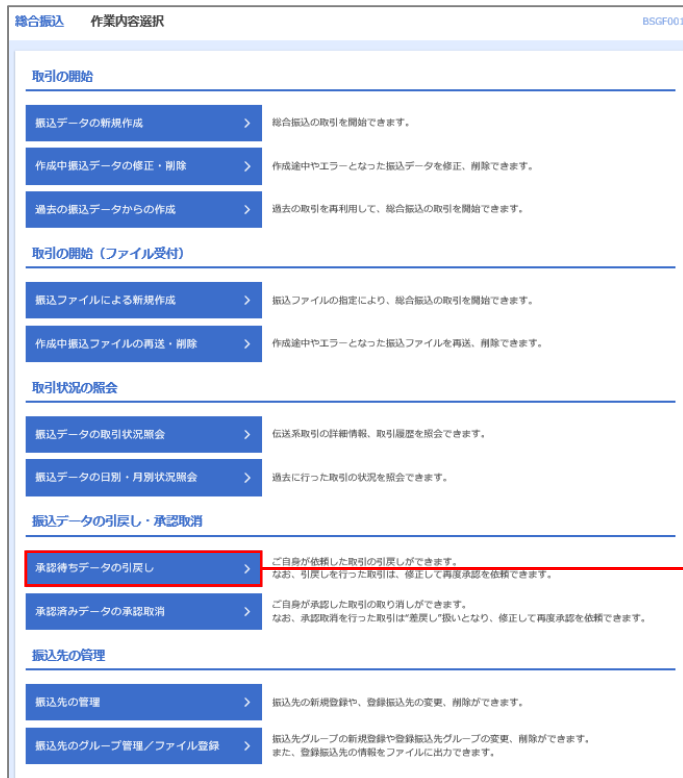 総合振込 作業内容選択 BSGF001
取引の開始
振込データの新規作成 総合振込の取引を開始できます。
作成中振込データの修正・削除 作成途中やエラーとなった振込データを修正、削除できます。
過去の振込データからの作成 過去の取引を再利用して、総合振込の取引を開始できます。
取引の開始（ファイル受付）
振込ファイルによる新規作成 振込ファイルの指定により、総合振込の取引を開始できます。
作成中振込ファイルの再送・削除 作成途中やエラーとなった振込ファイルを再送、削除できます。
取引状況の照会
振込データの取引状況照会 伝送系取引の詳細情報、取引履歴を照会できます。
振込データの日別・月別状況照会 過去に行った取引の状況を照会できます。
振込データの引戻し・承認取消
承認待ちデータの引戻し ご自身が依頼した取引の引戻しができます。
なお、引戻しを行った取引は、修正して再度承認を依頼できます。
承認済みデータの承認取消 ご自身が承認した取引の取り消しができます。
なお、承認取消を行った取引は“差戻し”扱いとなり、修正して再度承認を依頼できます。
振込先の管理
振込先の管理 振込先の新規登録や、登録振込先の変更、削除ができます。
振込先のグループ管理／ファイル登録 振込先グループの新規登録や登録振込先グループの変更、削除ができます。
また、登録振込先の情報をファイルに出力できます。